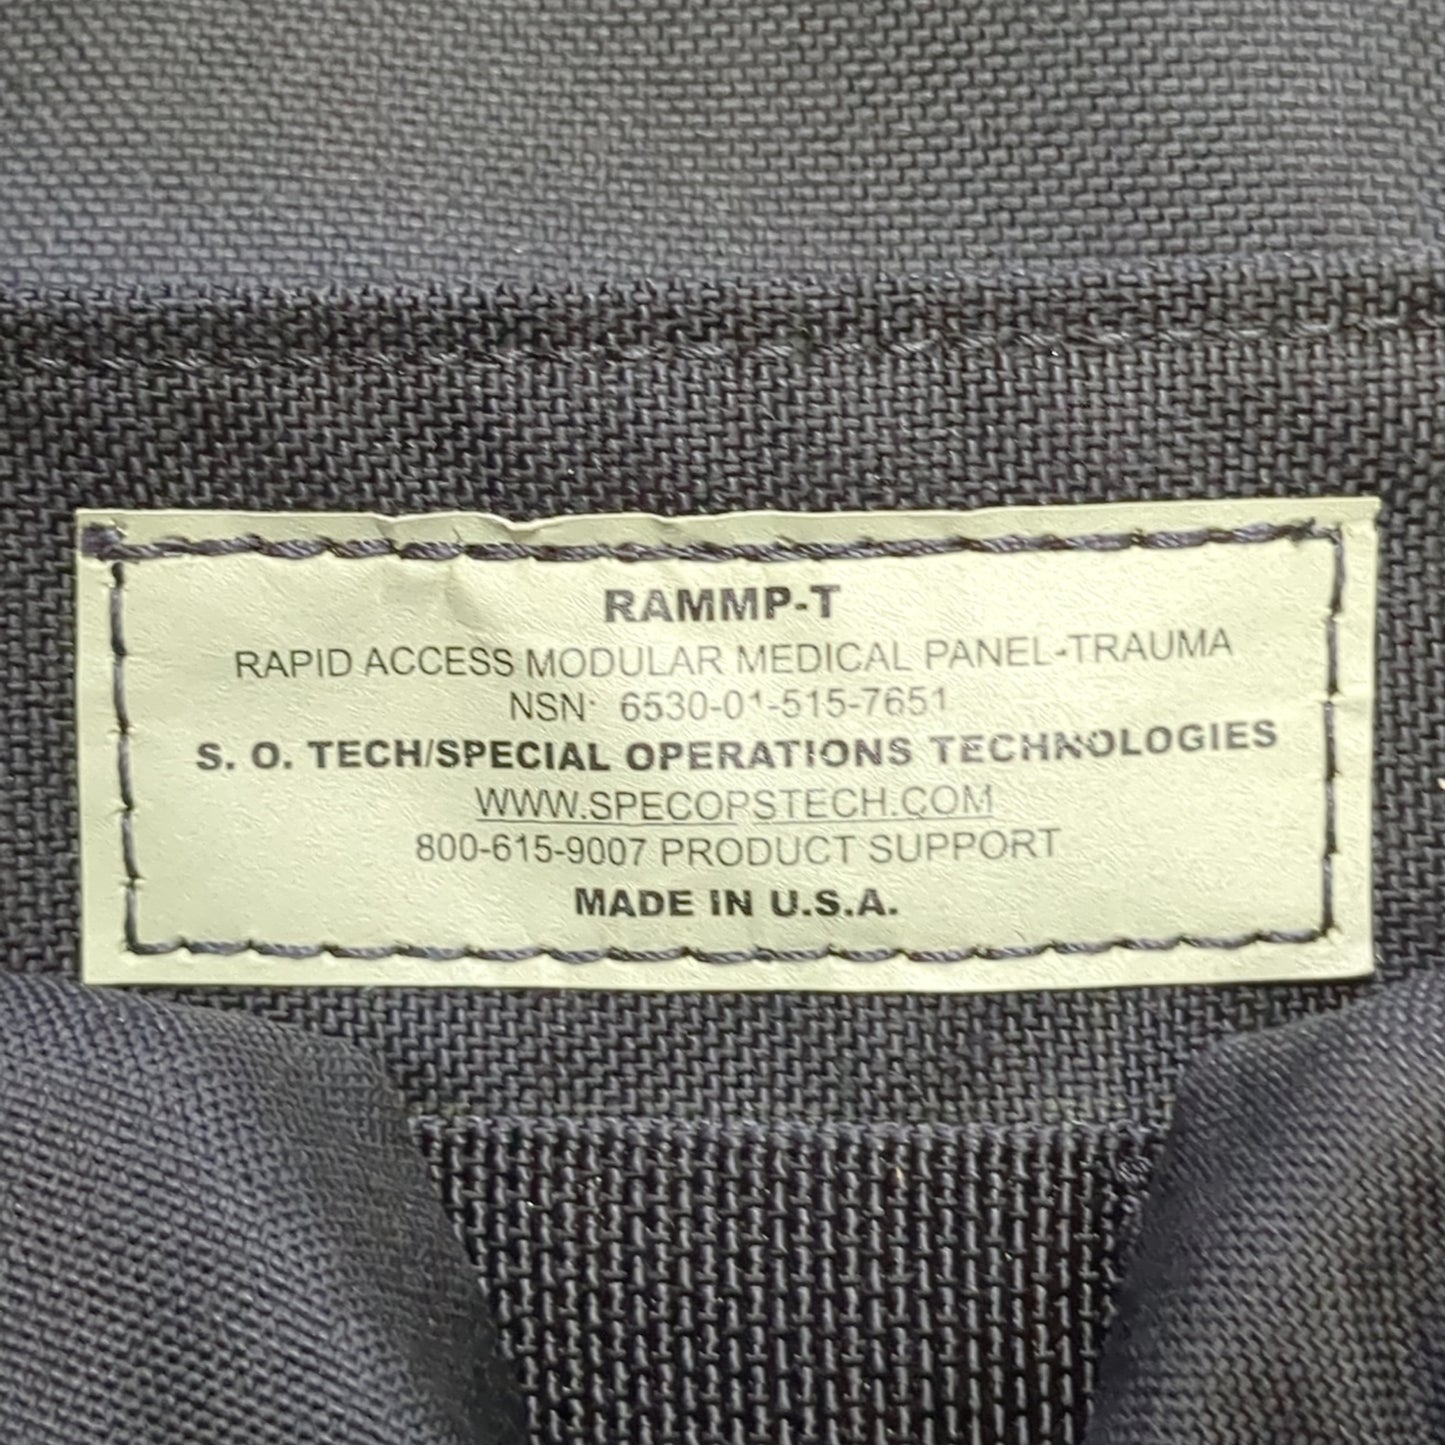 RAMMP-T
RAPID ACCESS MODULAR MEDICAL PANEL-TRAUMA
NSN: 6530-01-515-7651
S. O. TECH/SPECIAL OPERATIONS TECHNOLOGIES
WWW.SPECOPSTECH.COM
800-615-9007 PRODUCT SUPPORT
MADE IN U.S.A.